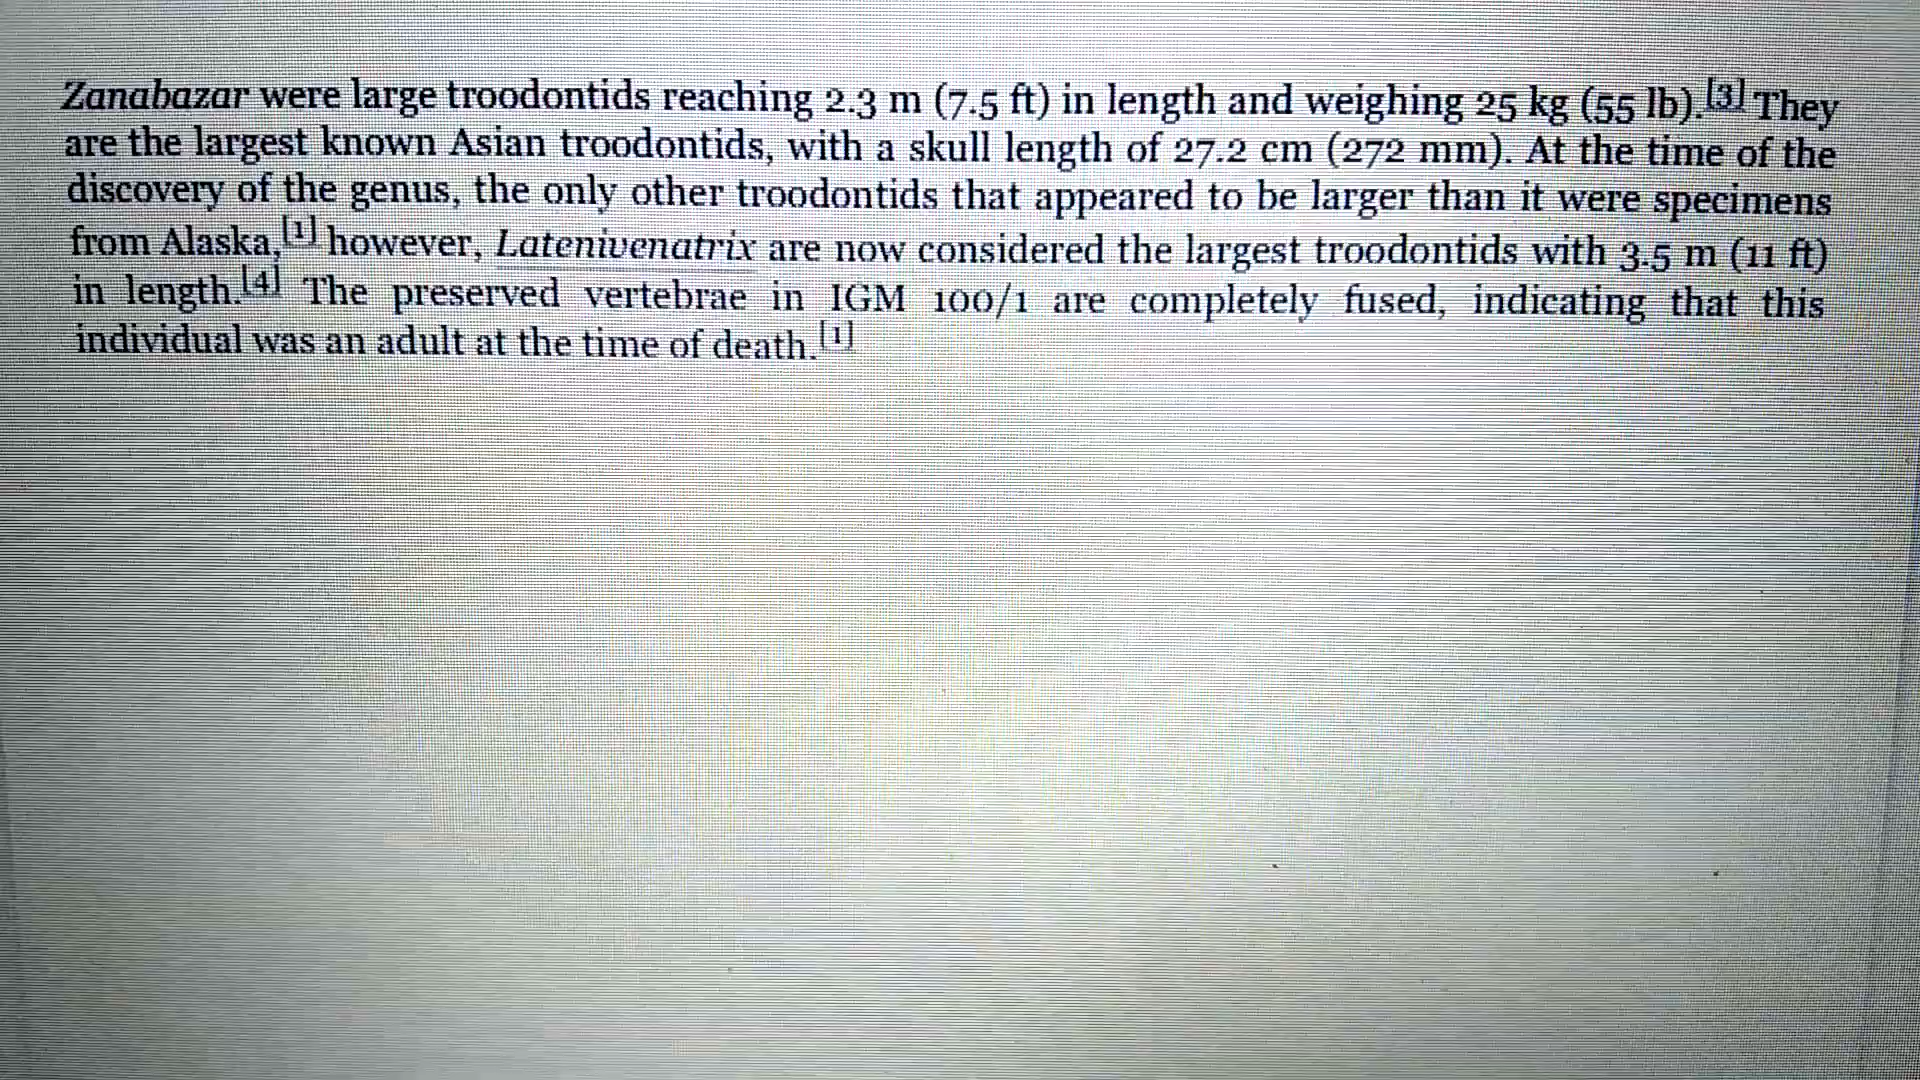 Zanabazar were large troodontids reaching 2.3 m (7.5 ft) in length and weighing 25 kg (55 lb).[3] They
are the largest known Asian troodontids, with a skull length of 27.2 cm (272 mm). At the time of the
discovery of the genus, the only other troodontids that appeared to be larger than it were specimens
from Alaska,[1] however, Latenivenatrix are now considered the largest troodontids with 3.5 m (11 ft)
in length.[4] The preserved vertebrae in IGM 100/1 are completely fused, indicating that this
individual was an adult at the time of death.[1]